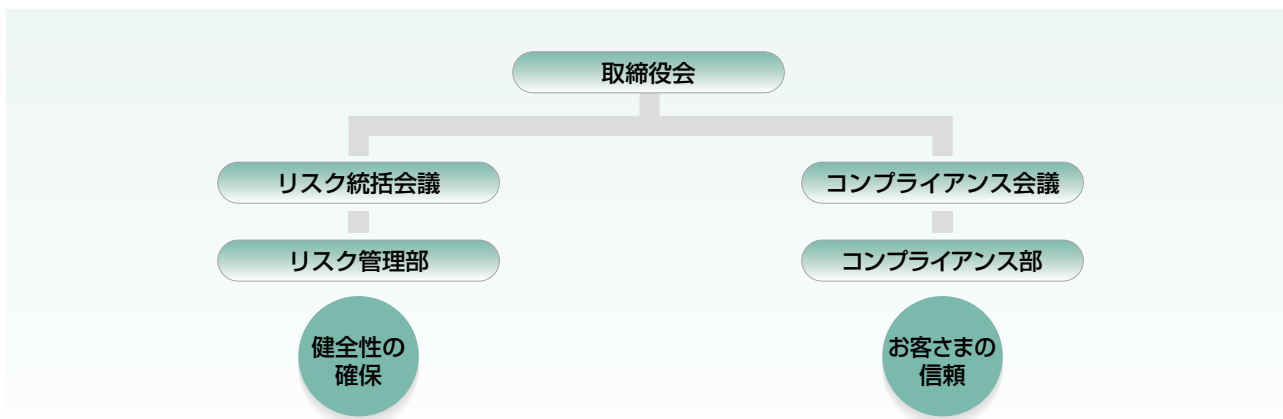 取締役会
リスク統括会議
コンプライアンス会議
リスク管理部
コンプライアンス部
健全性の
確保
お客さまの
信頼